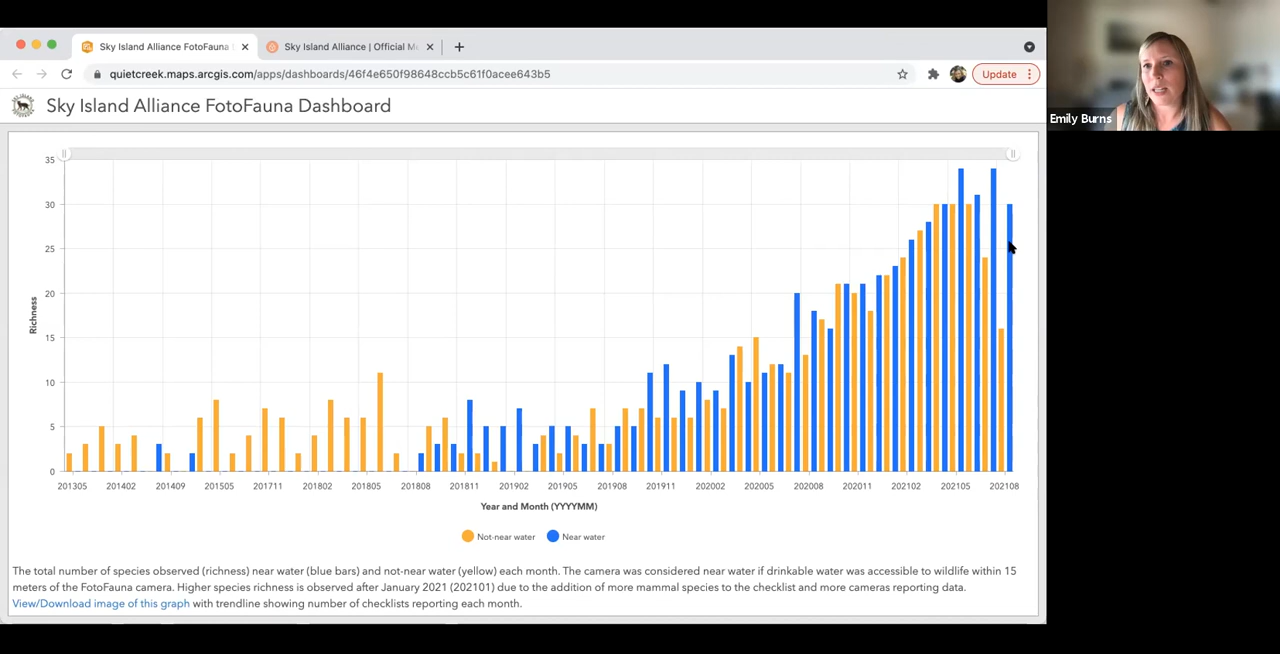 Sky Island Alliance FotoFauna
Sky Island Alliance | Official M
quietcreek.maps.arcgis.com/apps/dashboards/46f4e650f98648ccb5c61f0acee643b5
Update
Emily Burns
Sky Island Alliance FotoFauna Dashboard
35
30
25
20
15
10
5
0
Richness
201305 201402 201409 201505 201711 201802 201805 201808 201811 201902 201905 201908 201911 202002 202005 202008 202011 202102 202105 202108
Year and Month (YYYYMM)
Not-near water Near water
The total number of species observed (richness) near water (blue bars) and not-near water (yellow) each month. The camera was considered near water if drinkable water was accessible to wildlife within 15
meters of the FotoFauna camera. Higher species richness is observed after January 2021 (202101) due to the addition of more mammal species to the checklist and more cameras reporting data.
View/Download image of this graph with trendline showing number of checklists reporting each month.